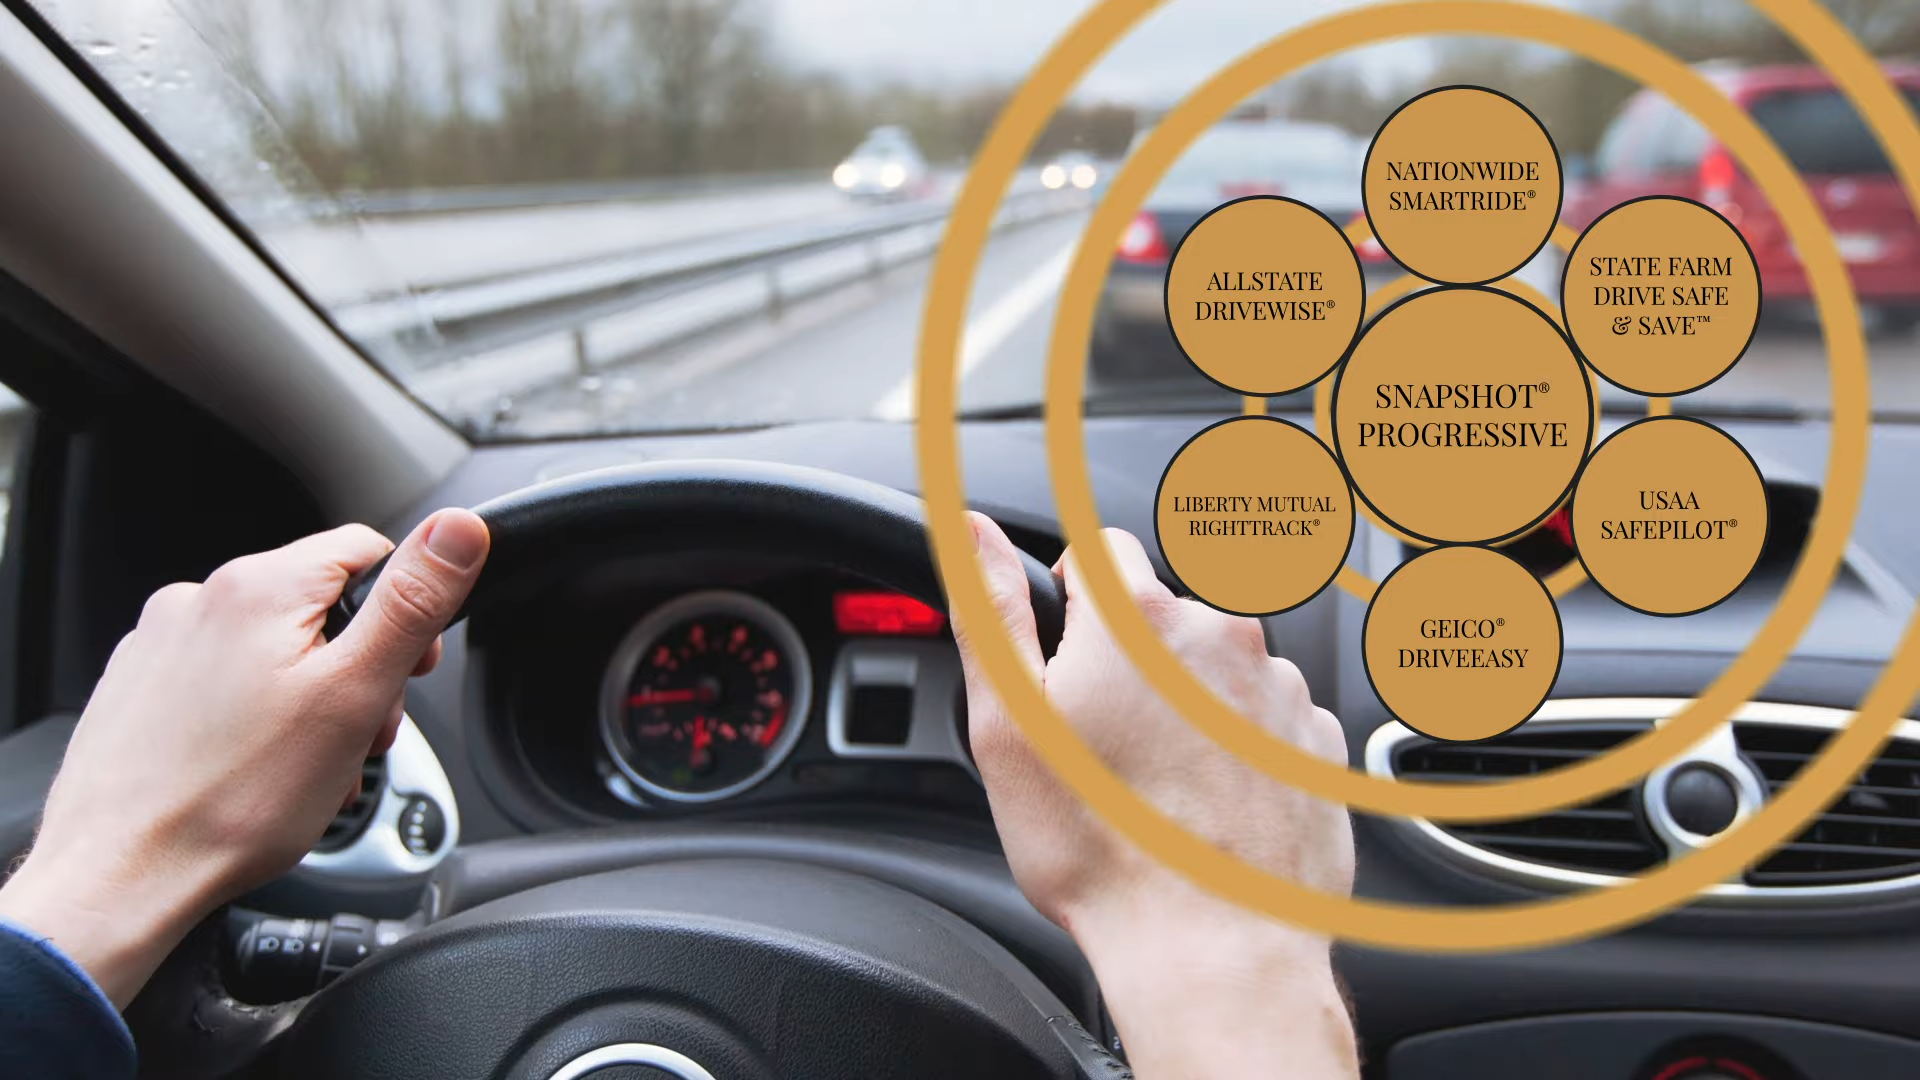 NATIONWIDE
SMARTRIDE®
ALLSTATE
DRIVEWISE®
STATE FARM
DRIVE SAFE
& SAVE™
SNAPSHOT®
PROGRESSIVE
LIBERTY MUTUAL
RIGHTTRACK®
USAA
SAFEPILOT®
GEICO®
DRIVEEASY